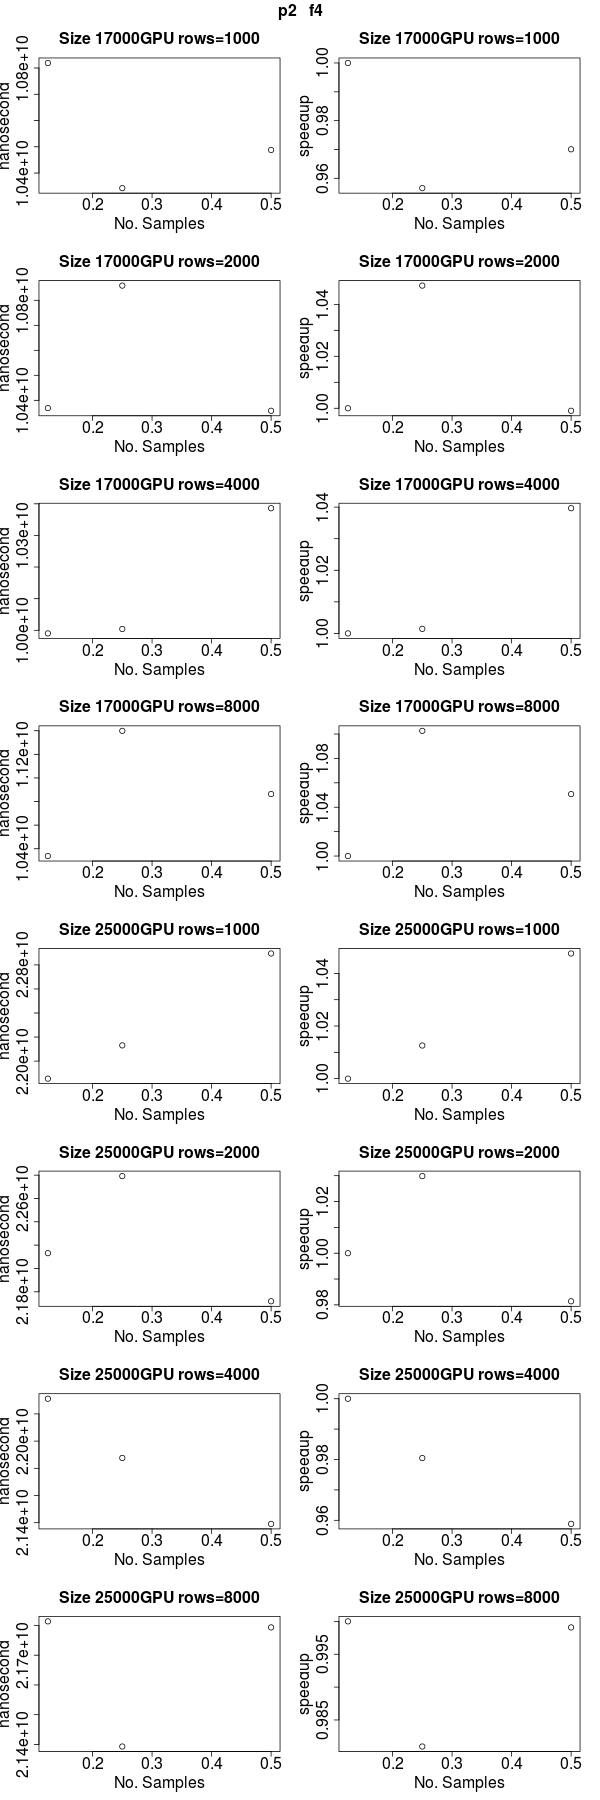 p2 f4
Size 17000GPU rows=1000
nanosecond
1.04e+10 1.08e+10
0.2 0.3 0.4 0.5
No. Samples
Size 17000GPU rows=1000
speeaup
0.96 0.98 1.00
0.2 0.3 0.4 0.5
No. Samples
Size 17000GPU rows=2000
nanosecond
1.04e+10 1.08e+10
0.2 0.3 0.4 0.5
No. Samples
Size 17000GPU rows=2000
speeaup
1.00 1.02 1.04
0.2 0.3 0.4 0.5
No. Samples
Size 17000GPU rows=4000
nanosecond
1.00e+10 1.03e+10
0.2 0.3 0.4 0.5
No. Samples
Size 17000GPU rows=4000
speeaup
1.00 1.02 1.04
0.2 0.3 0.4 0.5
No. Samples
Size 17000GPU rows=8000
nanosecond
1.04e+10 1.12e+10
0.2 0.3 0.4 0.5
No. Samples
Size 17000GPU rows=8000
speeaup
1.00 1.04 1.08
0.2 0.3 0.4 0.5
No. Samples
Size 25000GPU rows=1000
nanosecond
2.20e+10 2.28e+10
0.2 0.3 0.4 0.5
No. Samples
Size 25000GPU rows=1000
speeaup
1.00 1.02 1.04
0.2 0.3 0.4 0.5
No. Samples
Size 25000GPU rows=2000
nanosecond
2.18e+10 2.26e+10
0.2 0.3 0.4 0.5
No. Samples
Size 25000GPU rows=2000
speeaup
0.98 1.00 1.02
0.2 0.3 0.4 0.5
No. Samples
Size 25000GPU rows=4000
nanosecond
2.14e+10 2.20e+10
0.2 0.3 0.4 0.5
No. Samples
Size 25000GPU rows=4000
speeaup
0.96 0.98 1.00
0.2 0.3 0.4 0.5
No. Samples
Size 25000GPU rows=8000
nanosecond
2.14e+10 2.17e+10
0.2 0.3 0.4 0.5
No. Samples
Size 25000GPU rows=8000
speeaup
0.985 0.995
0.2 0.3 0.4 0.5
No. Samples